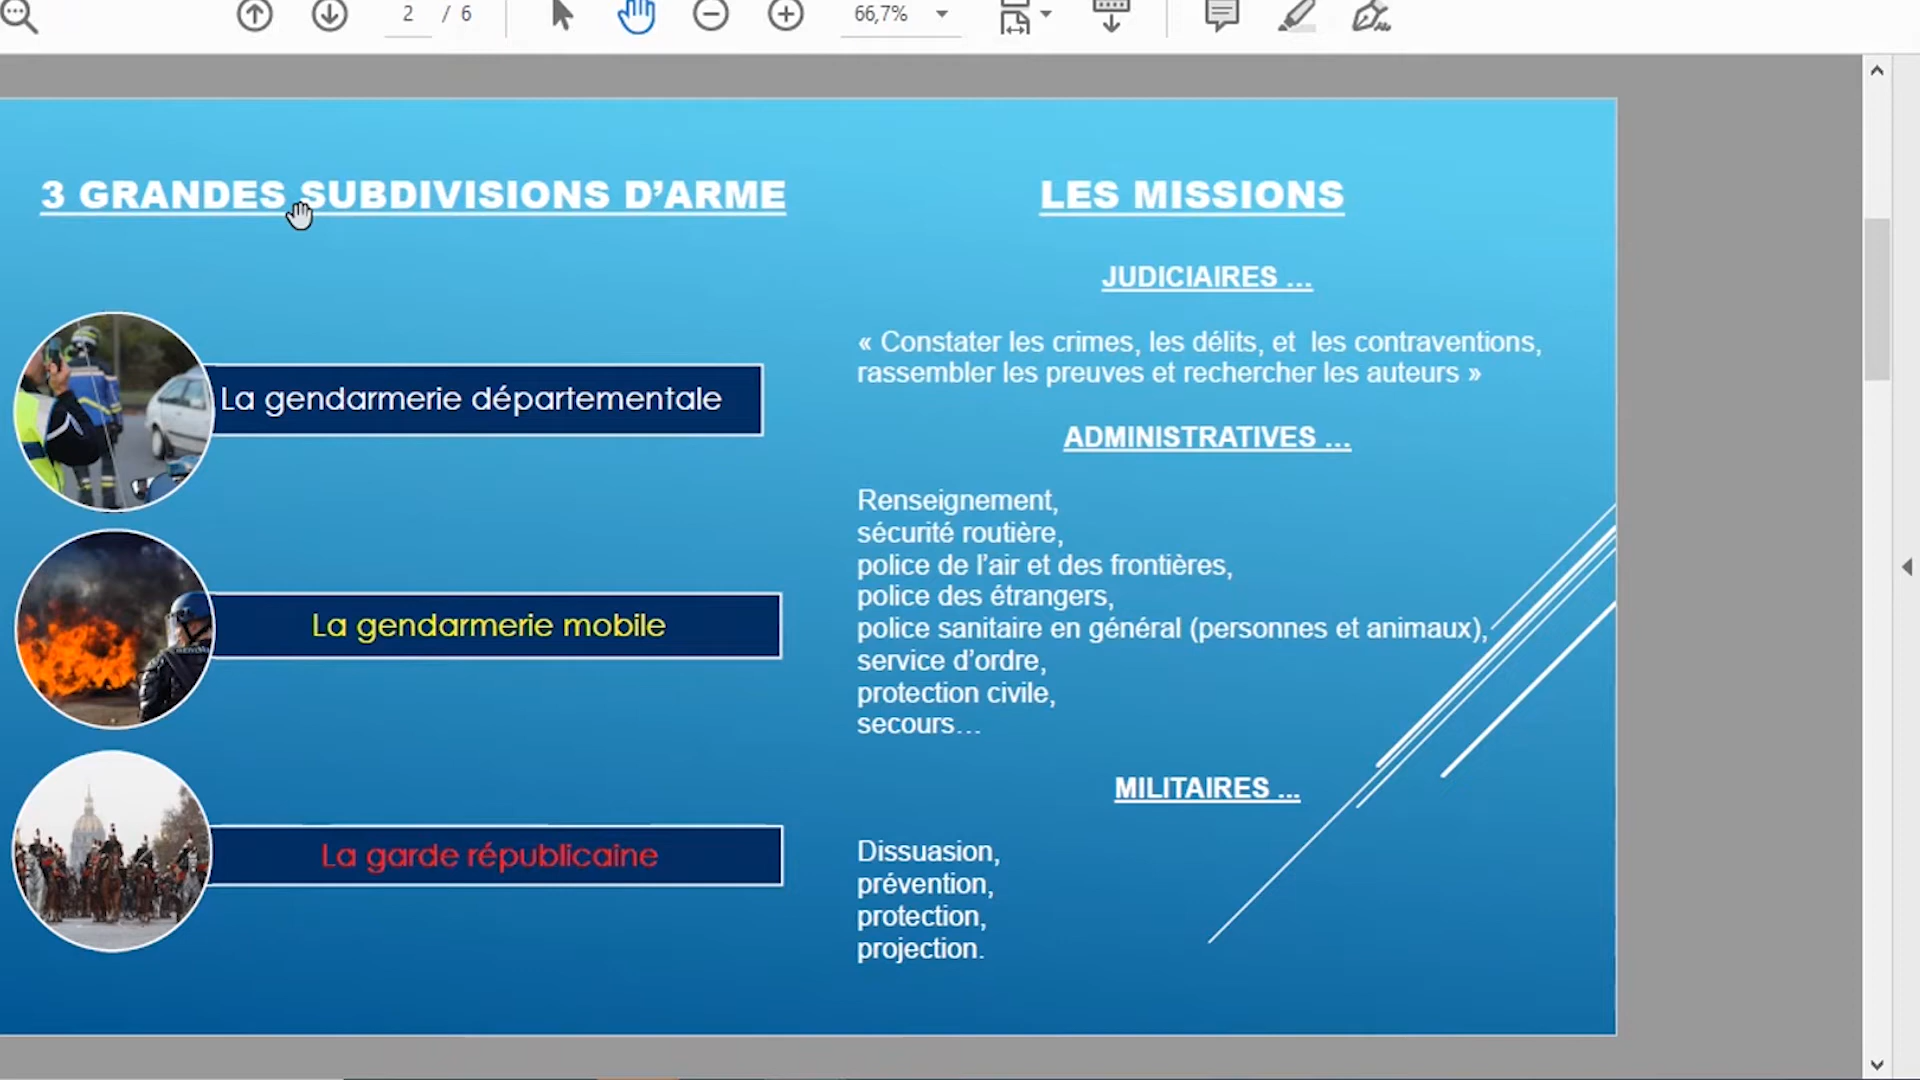 2 / 6
66,7%
3 GRANDES SUBDIVISIONS D’ARME
La gendarmerie départementale
La gendarmerie mobile
La garde républicaine
LES MISSIONS
JUDICIAIRES …
« Constater les crimes, les délits, et les contraventions,
rassembler les preuves et rechercher les auteurs »
ADMINISTRATIVES …
Renseignement,
sécurité routière,
police de l’air et des frontières,
police des étrangers,
police sanitaire en général (personnes et animaux),
service d’ordre,
protection civile,
secours…
MILITAIRES ...
Dissuasion,
prévention,
protection,
projection.